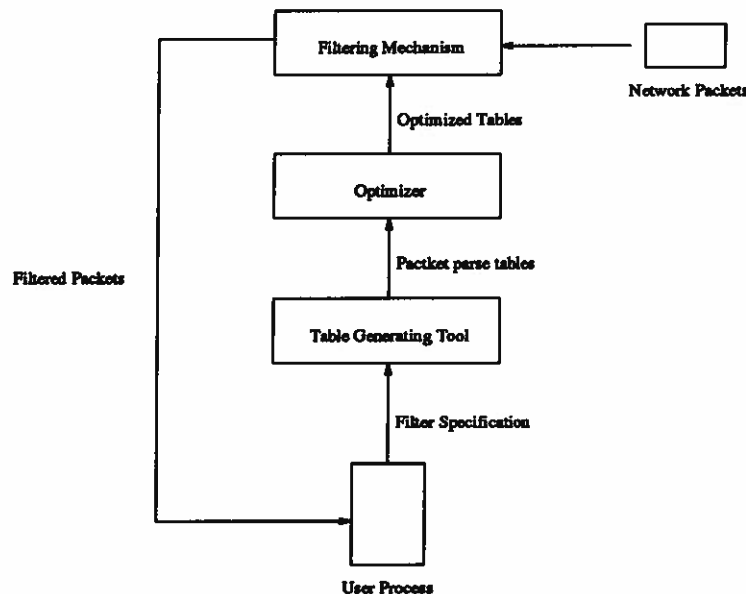 Filtering Mechanism
Network Packets
Optimized Tables
Optimizer
Pactket parse tables
Filtered Packets
Table Generating Tool
Filter Specification
User Process